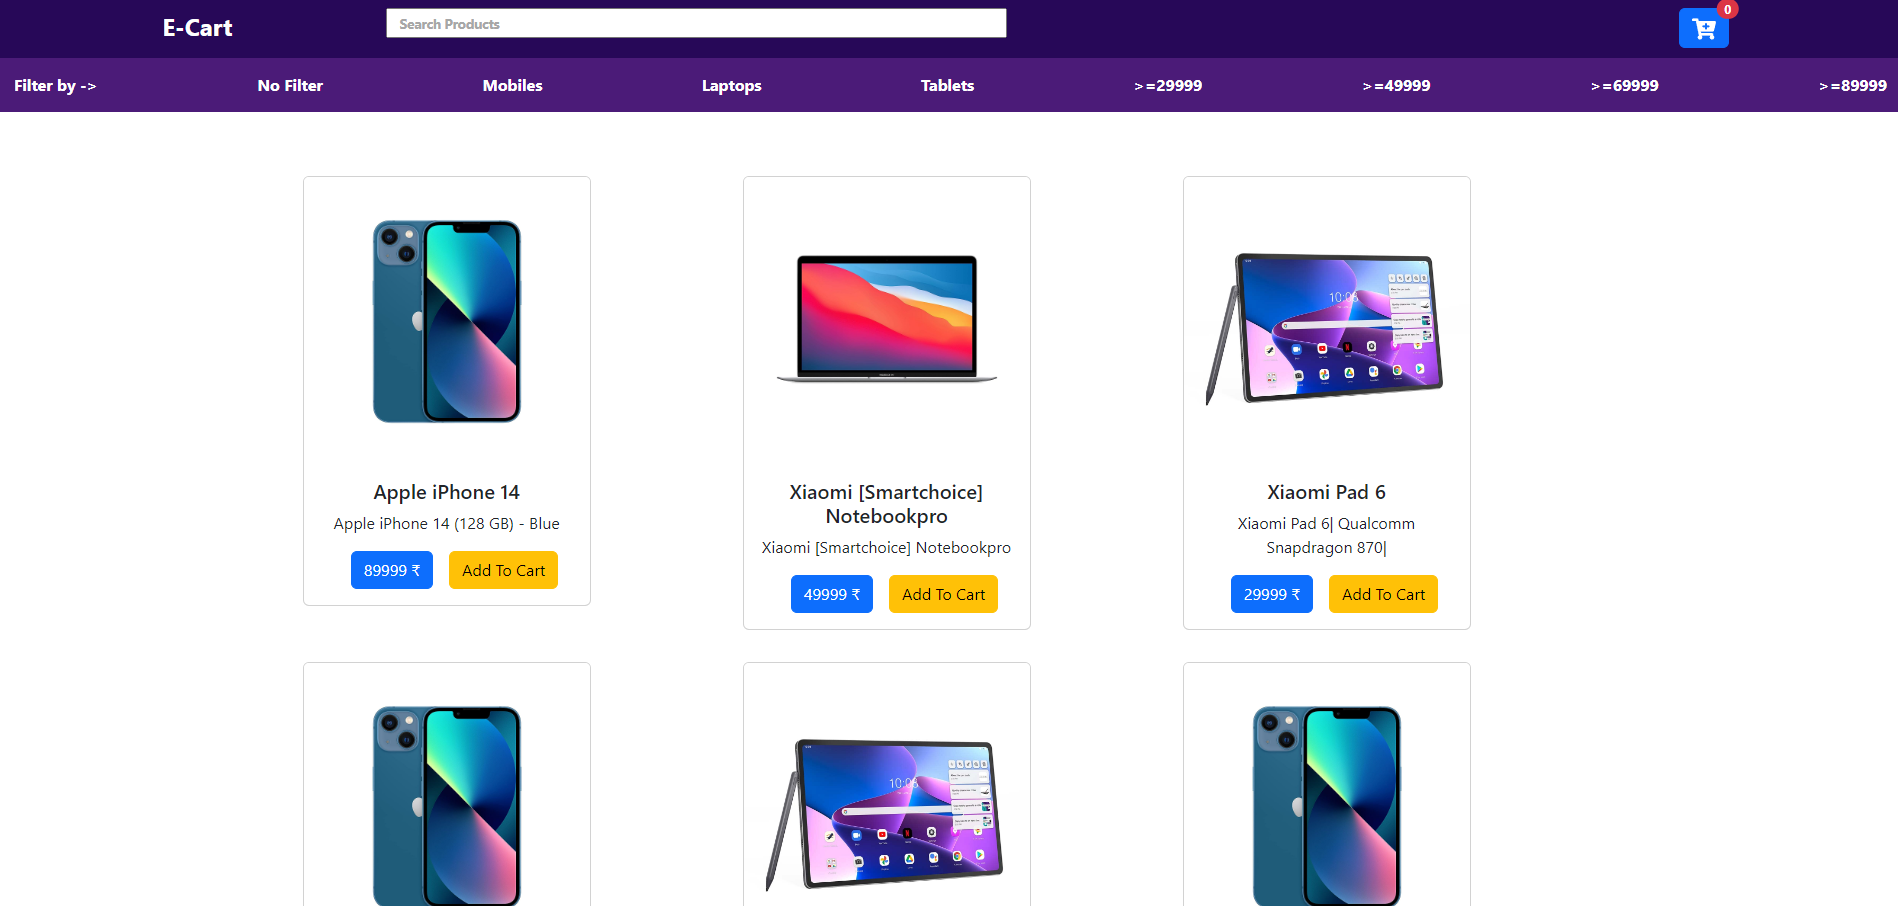 E-Cart
Search Products
0
Filter by ->
No Filter
Mobiles
Laptops
Tablets
>=29999
>=49999
>=69999
>=89999
Apple iPhone 14
Apple iPhone 14 (128 GB) - Blue
89999 ₹
Add To Cart
Xiaomi [Smartchoice]
Notebookpro
Xiaomi [Smartchoice] Notebookpro
49999 ₹
Add To Cart
10:08
Xiaomi Pad 6
Xiaomi Pad 6| Qualcomm
Snapdragon 870|
29999 ₹
Add To Cart
10:08